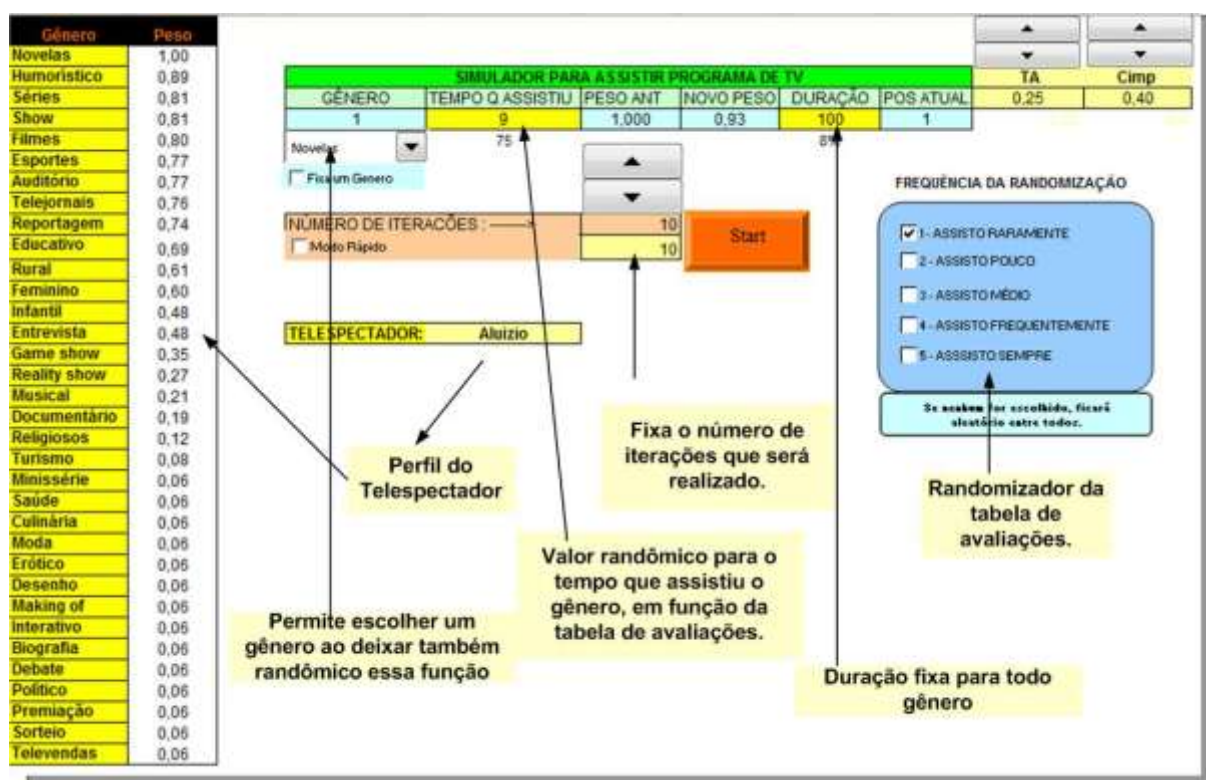 Gênero Peso
Novelas 1,00
Humorístico 0,89
Séries 0,81
Show 0,81
Filmes 0,80
Esportes 0,77
Auditório 0,77
Telejornais 0,76
Reportagem 0,74
Educativo 0,69
Rural 0,61
Feminino 0,60
Infantil 0,48
Entrevista 0,48
Game show 0,35
Reality show 0,27
Musical 0,21
Documentário 0,19
Religiosos 0,12
Turismo 0,08
Minissérie 0,06
Saúde 0,06
Culinária 0,06
Moda 0,06
Erótico 0,06
Desenho 0,06
Making of 0,06
Interativo 0,06
Biografia 0,06
Debate 0,06
Político 0,06
Premiação 0,06
Sorteio 0,06
Televendas 0,06
SIMULADOR PARA ASSISTIR PROGRAMA DE TV
GÊNERO TEMPO Q ASSISTIU PESO ANT NOVO PESO DURAÇÃO POS ATUAL
1 9 1,000 0,93 100 1
Novelas 75
Fixa um Genero
TA Cimp
0,25 0,40
NÚMERO DE ITERACÕES : -----> 10
Modo Rápido 10
Start
TELESPECTADOR: Aluizio
FREQUÊNCIA DA RANDOMIZAÇÃO
1- ASSISTO RARAMENTE
2 - ASSISTO POUCO
3 - ASSISTO MÉDIO
4 - ASSISTO FREQUENTEMENTE
5 - ASSSISTO SEMPRE
Se nenhum for escolhido, ficará
aleatório entre todos.
Perfil do
Telespectador
Fixa o número de
iterações que será
realizado.
Randomizador da
tabela de
avaliações.
Valor randômico para o
tempo que assistiu o
gênero, em função da
tabela de avaliações.
Permite escolher um
gênero ao deixar também
randômico essa função
Duração fixa para todo
gênero